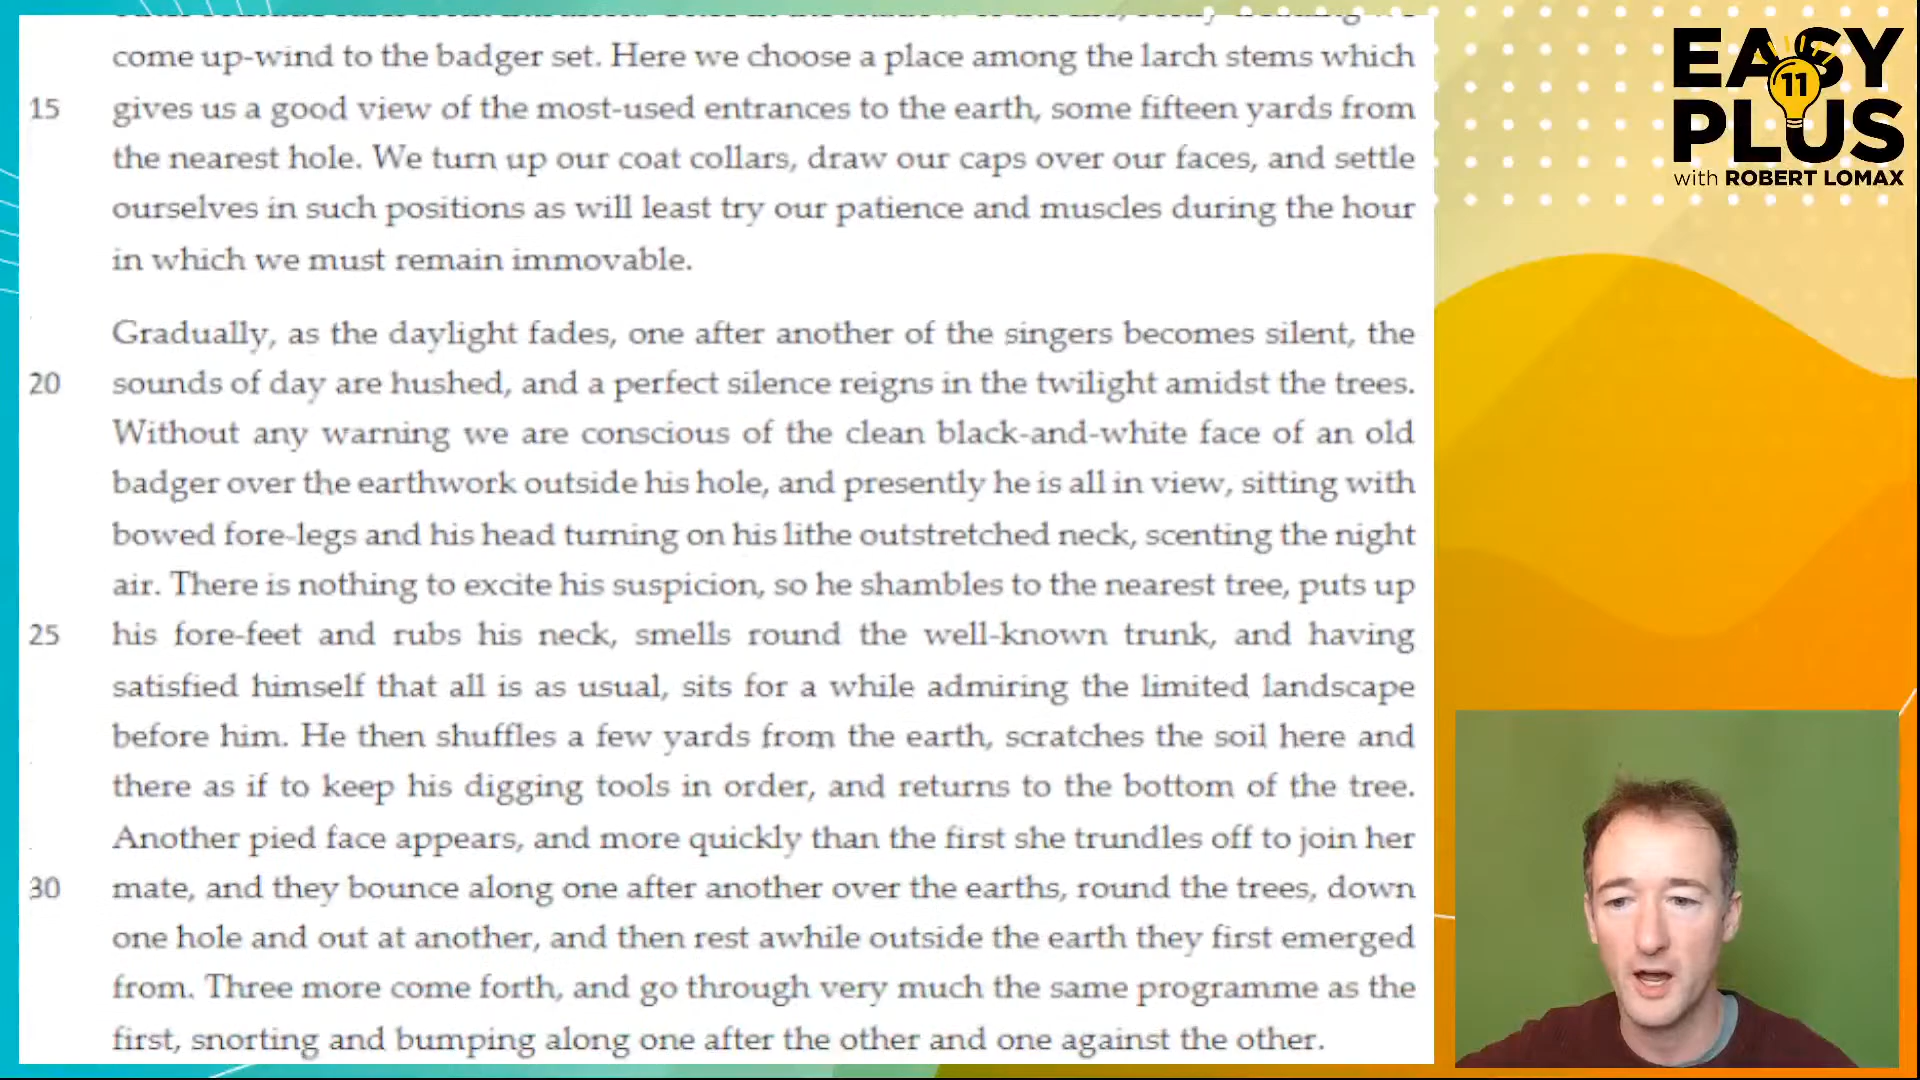 come up-wind to the badger set. Here we choose a place among the larch stems which
15 gives us a good view of the most-used entrances to the earth, some fifteen yards from
the nearest hole. We turn up our coat collars, draw our caps over our faces, and settle
ourselves in such positions as will least try our patience and muscles during the hour
in which we must remain immovable.
Gradually, as the daylight fades, one after another of the singers becomes silent, the
20 sounds of day are hushed, and a perfect silence reigns in the twilight amidst the trees.
Without any warning we are conscious of the clean black-and-white face of an old
badger over the earthwork outside his hole, and presently he is all in view, sitting with
bowed fore-legs and his head turning on his lithe outstretched neck, scenting the night
air. There is nothing to excite his suspicion, so he shambles to the nearest tree, puts up
25 his fore-feet and rubs his neck, smells round the well-known trunk, and having
satisfied himself that all is as usual, sits for a while admiring the limited landscape
before him. He then shuffles a few yards from the earth, scratches the soil here and
there as if to keep his digging tools in order, and returns to the bottom of the tree.
Another pied face appears, and more quickly than the first she trundles off to join her
30 mate, and they bounce along one after another over the earths, round the trees, down
one hole and out at another, and then rest awhile outside the earth they first emerged
from. Three more come forth, and go through very much the same programme as the
first, snorting and bumping along one after the other and one against the other.
EASY
11
PLUS
with ROBERT LOMAX